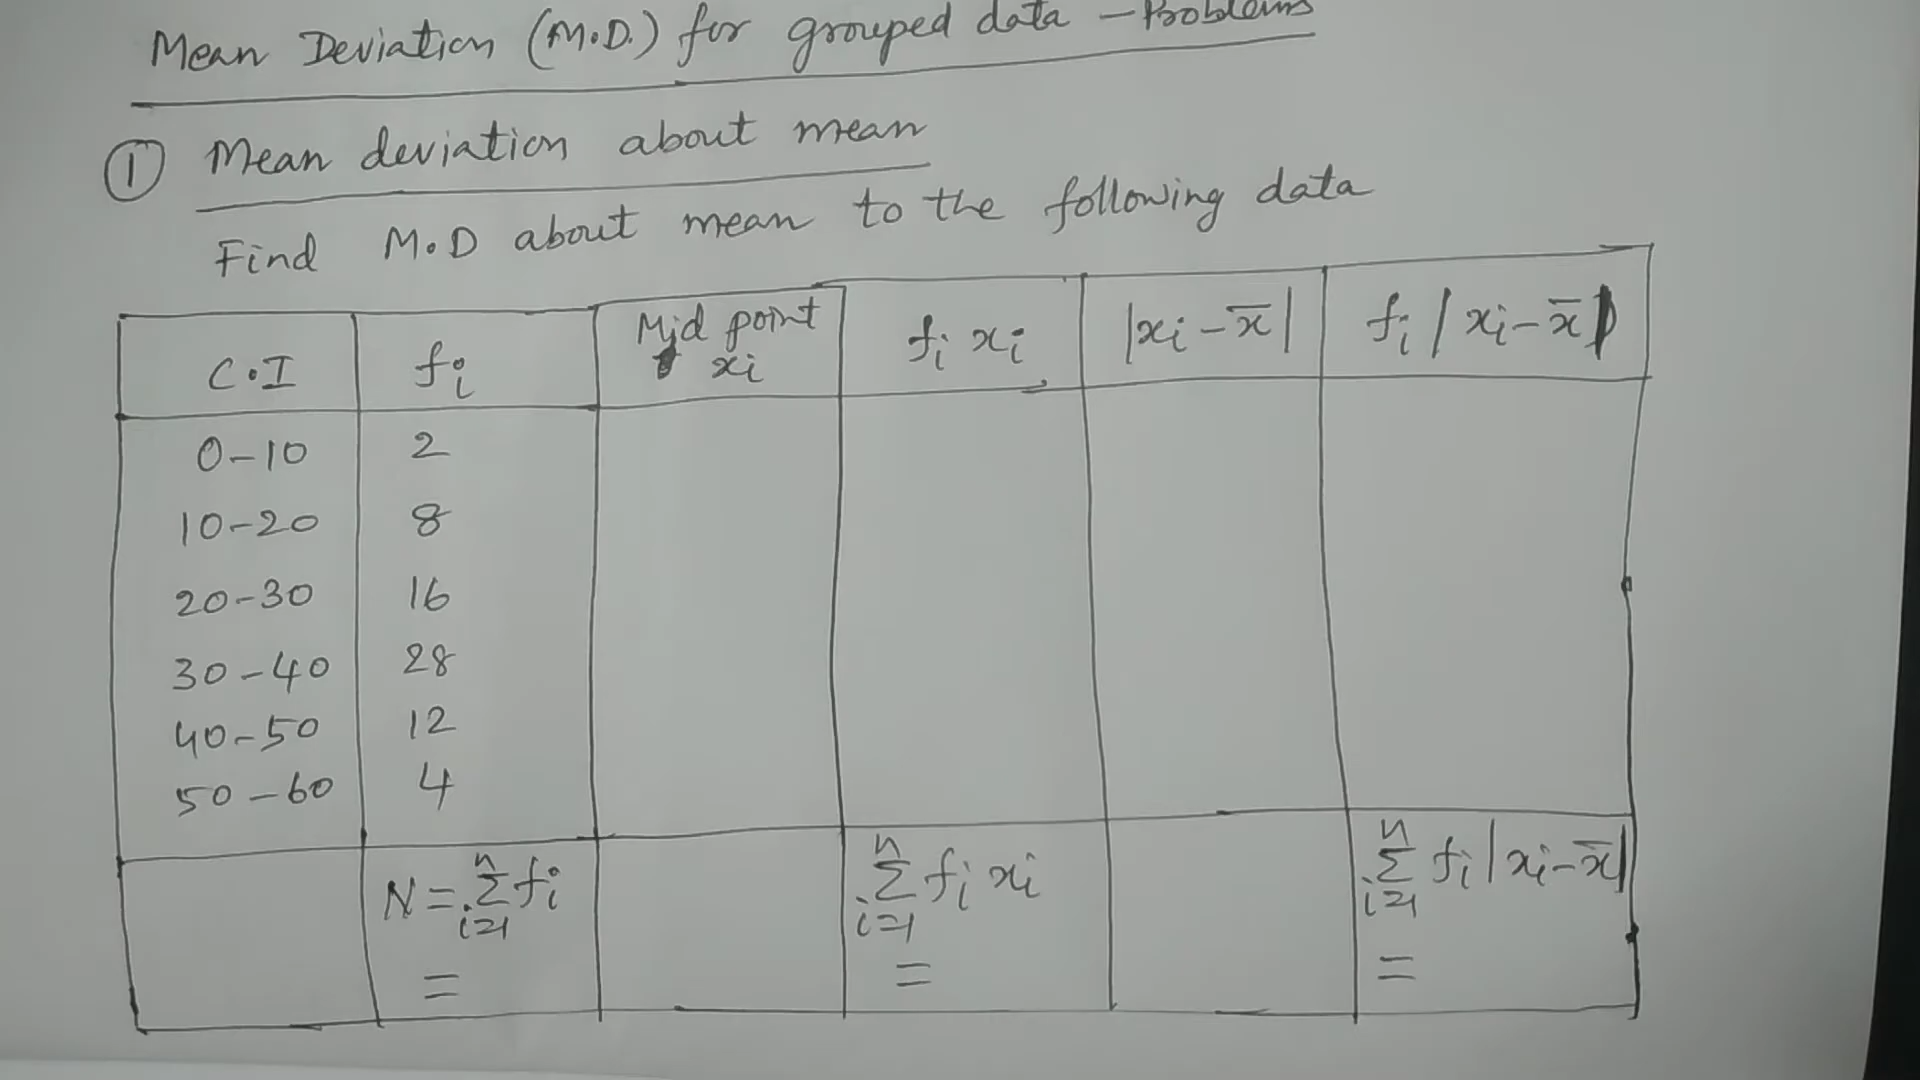 Mean Deviation (M.D.) for grouped data - Problems
① Mean deviation about mean
Find M.D about mean to the following data
C.I fi Mid point xi fi xi |xi - x̄| fi |xi - x̄|
0-10 2
10-20 8
20-30 16
30-40 28
40-50 12
50-60 4
N = n Σ i=1 fi = n Σ i=1 fi xi = n Σ i=1 fi |xi - x̄| =